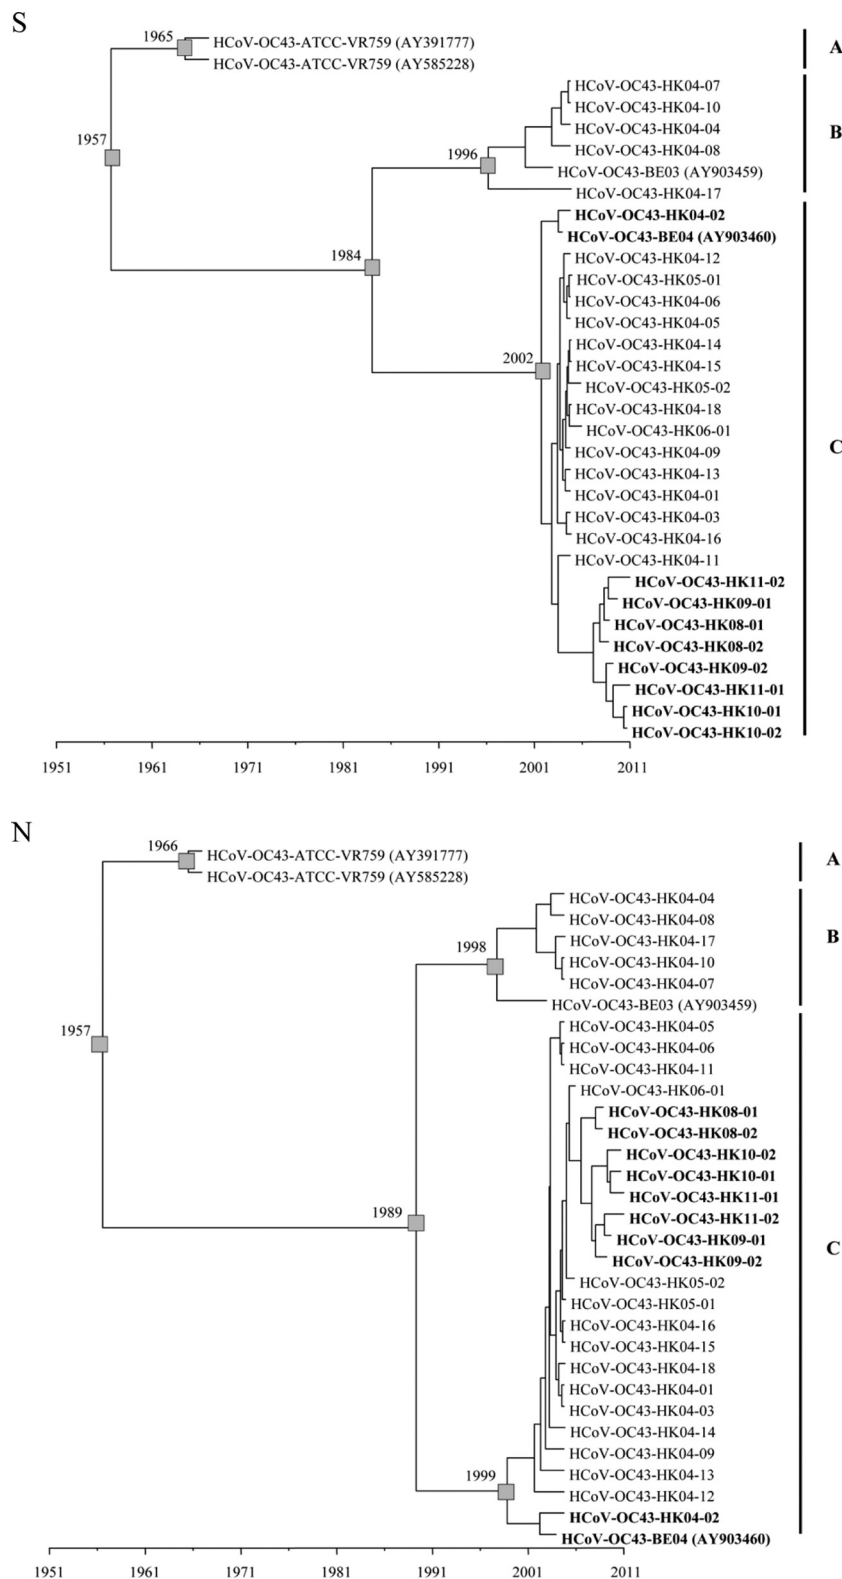 S
1965
HCoV-OC43-ATCC-VR759 (AY391777)
A
HCoV-OC43-ATCC-VR759 (AY585228)
HCoV-OC43-HK04-07
HCoV-OC43-HK04-10
HCoV-OC43-HK04-04
B
1957
HCoV-OC43-HK04-08
1996
HCoV-OC43-BE03 (AY903459)
HCoV-OC43-HK04-17
HCoV-OC43-HK04-02
HCoV-OC43-BE04 (AY903460)
1984
HCoV-OC43-HK04-12
HCoV-OC43-HK05-01
HCoV-OC43-HK04-06
HCoV-OC43-HK04-05
HCoV-OC43-HK04-14
2002
HCoV-OC43-HK04-15
HCoV-OC43-HK05-02
HCoV-OC43-HK04-18
HCoV-OC43-HK06-01
C
HCoV-OC43-HK04-09
HCoV-OC43-HK04-13
HCoV-OC43-HK04-01
HCoV-OC43-HK04-03
HCoV-OC43-HK04-16
HCoV-OC43-HK04-11
HCoV-OC43-HK11-02
HCoV-OC43-HK09-01
HCoV-OC43-HK08-01
HCoV-OC43-HK08-02
HCoV-OC43-HK09-02
HCoV-OC43-HK11-01
HCoV-OC43-HK10-01
HCoV-OC43-HK10-02
1951 1961 1971 1981 1991 2001 2011
N
1966
HCoV-OC43-ATCC-VR759 (AY391777)
A
HCoV-OC43-ATCC-VR759 (AY585228)
HCoV-OC43-HK04-04
HCoV-OC43-HK04-08
B
HCoV-OC43-HK04-17
1998
HCoV-OC43-HK04-10
HCoV-OC43-HK04-07
HCoV-OC43-BE03 (AY903459)
1957
HCoV-OC43-HK04-05
HCoV-OC43-HK04-06
HCoV-OC43-HK04-11
HCoV-OC43-HK06-01
HCoV-OC43-HK08-01
HCoV-OC43-HK08-02
HCoV-OC43-HK10-02
HCoV-OC43-HK10-01
HCoV-OC43-HK11-01
1989
HCoV-OC43-HK11-02
HCoV-OC43-HK09-01
C
HCoV-OC43-HK09-02
HCoV-OC43-HK05-02
HCoV-OC43-HK05-01
HCoV-OC43-HK04-16
HCoV-OC43-HK04-15
HCoV-OC43-HK04-18
HCoV-OC43-HK04-01
HCoV-OC43-HK04-03
HCoV-OC43-HK04-14
HCoV-OC43-HK04-09
1999
HCoV-OC43-HK04-13
HCoV-OC43-HK04-12
HCoV-OC43-HK04-02
HCoV-OC43-BE04 (AY903460)
1951 1961 1971 1981 1991 2001 2011